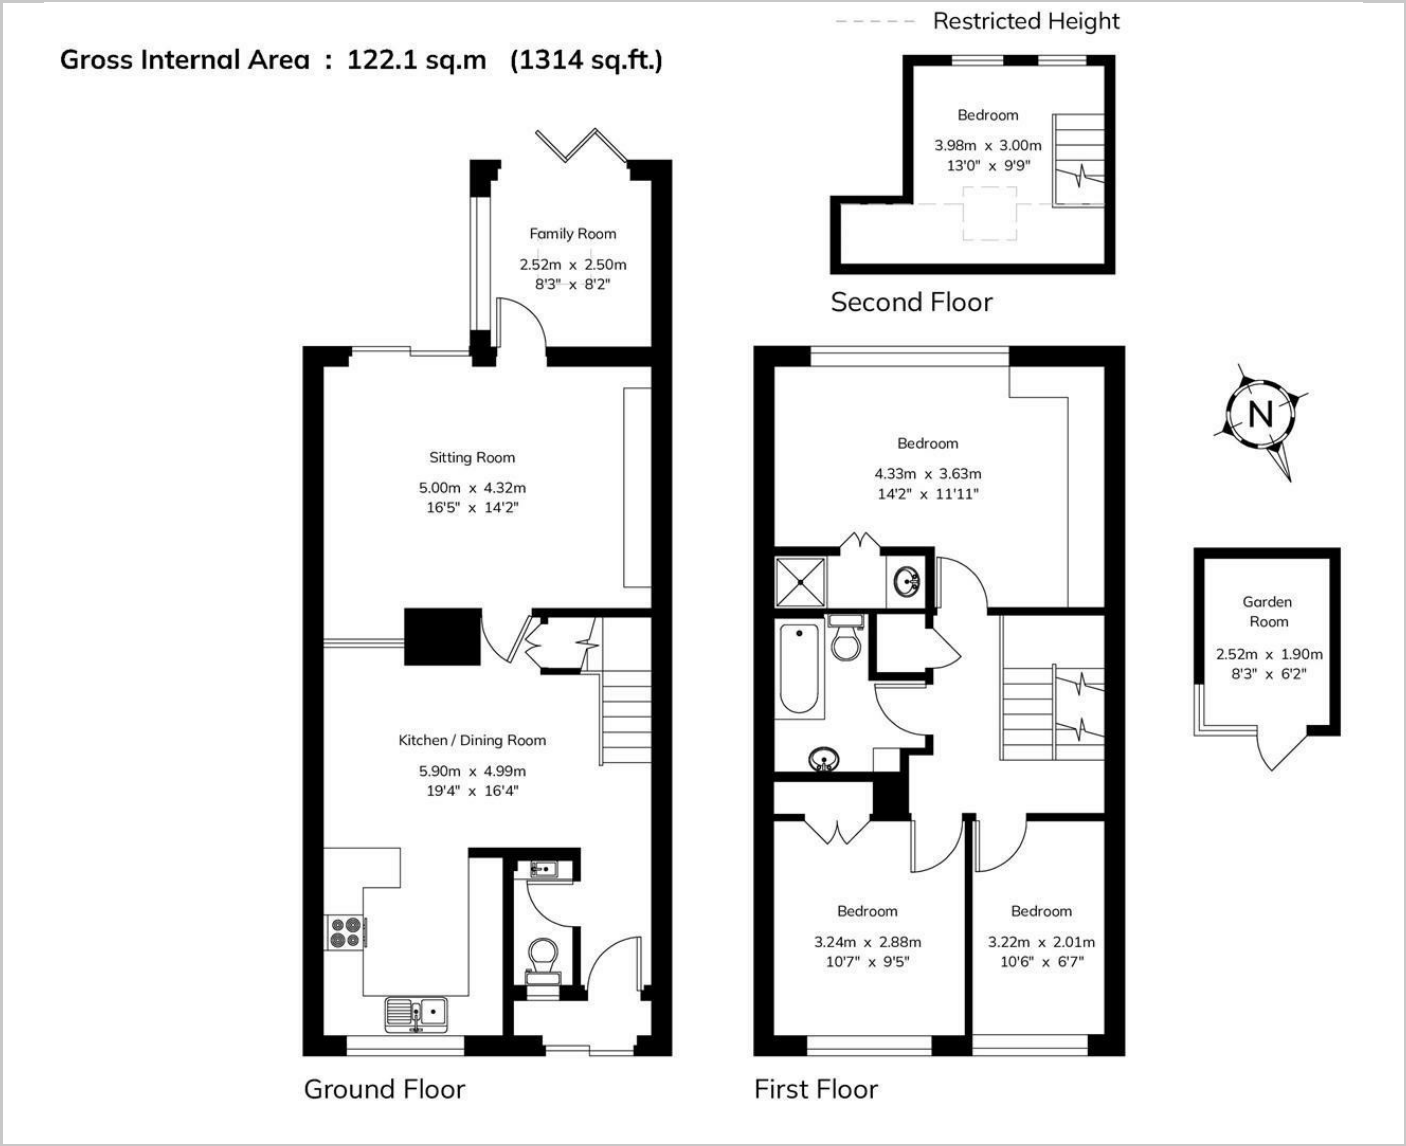 Restricted Height
Gross Internal Area : 122.1 sq.m (1314 sq.ft.)
Bedroom
3.98m x 3.00m
13'0" x 9'9"
Second Floor
Family Room
2.52m x 2.50m
8'3" x 8'2"
Sitting Room
5.00m x 4.32m
16'5" x 14'2"
Kitchen / Dining Room
5.90m x 4.99m
19'4" x 16'4"
Ground Floor
Bedroom
4.33m x 3.63m
14'2" x 11'11"
Bedroom
3.24m x 2.88m
10'7" x 9'5"
Bedroom
3.22m x 2.01m
10'6" x 6'7"
First Floor
N
Garden
Room
2.52m x 1.90m
8'3" x 6'2"